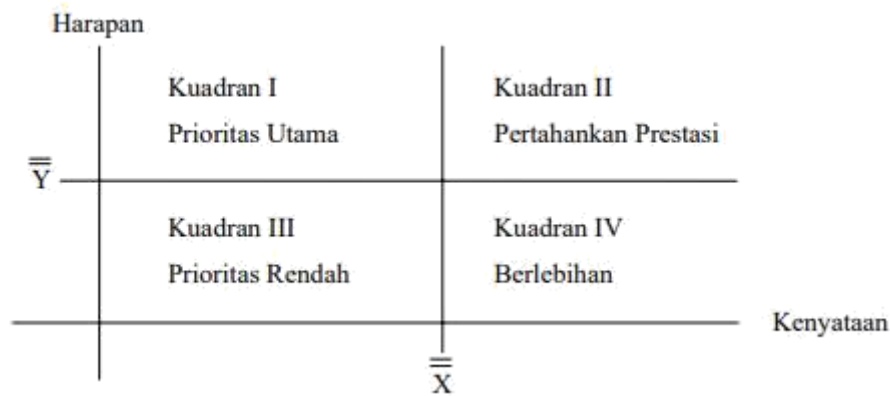 Harapan
Kuadran I
Prioritas Utama
Kuadran II
Pertahankan Prestasi
Y
Kuadran III
Prioritas Rendah
Kuadran IV
Berlebihan
Kenyataan
X